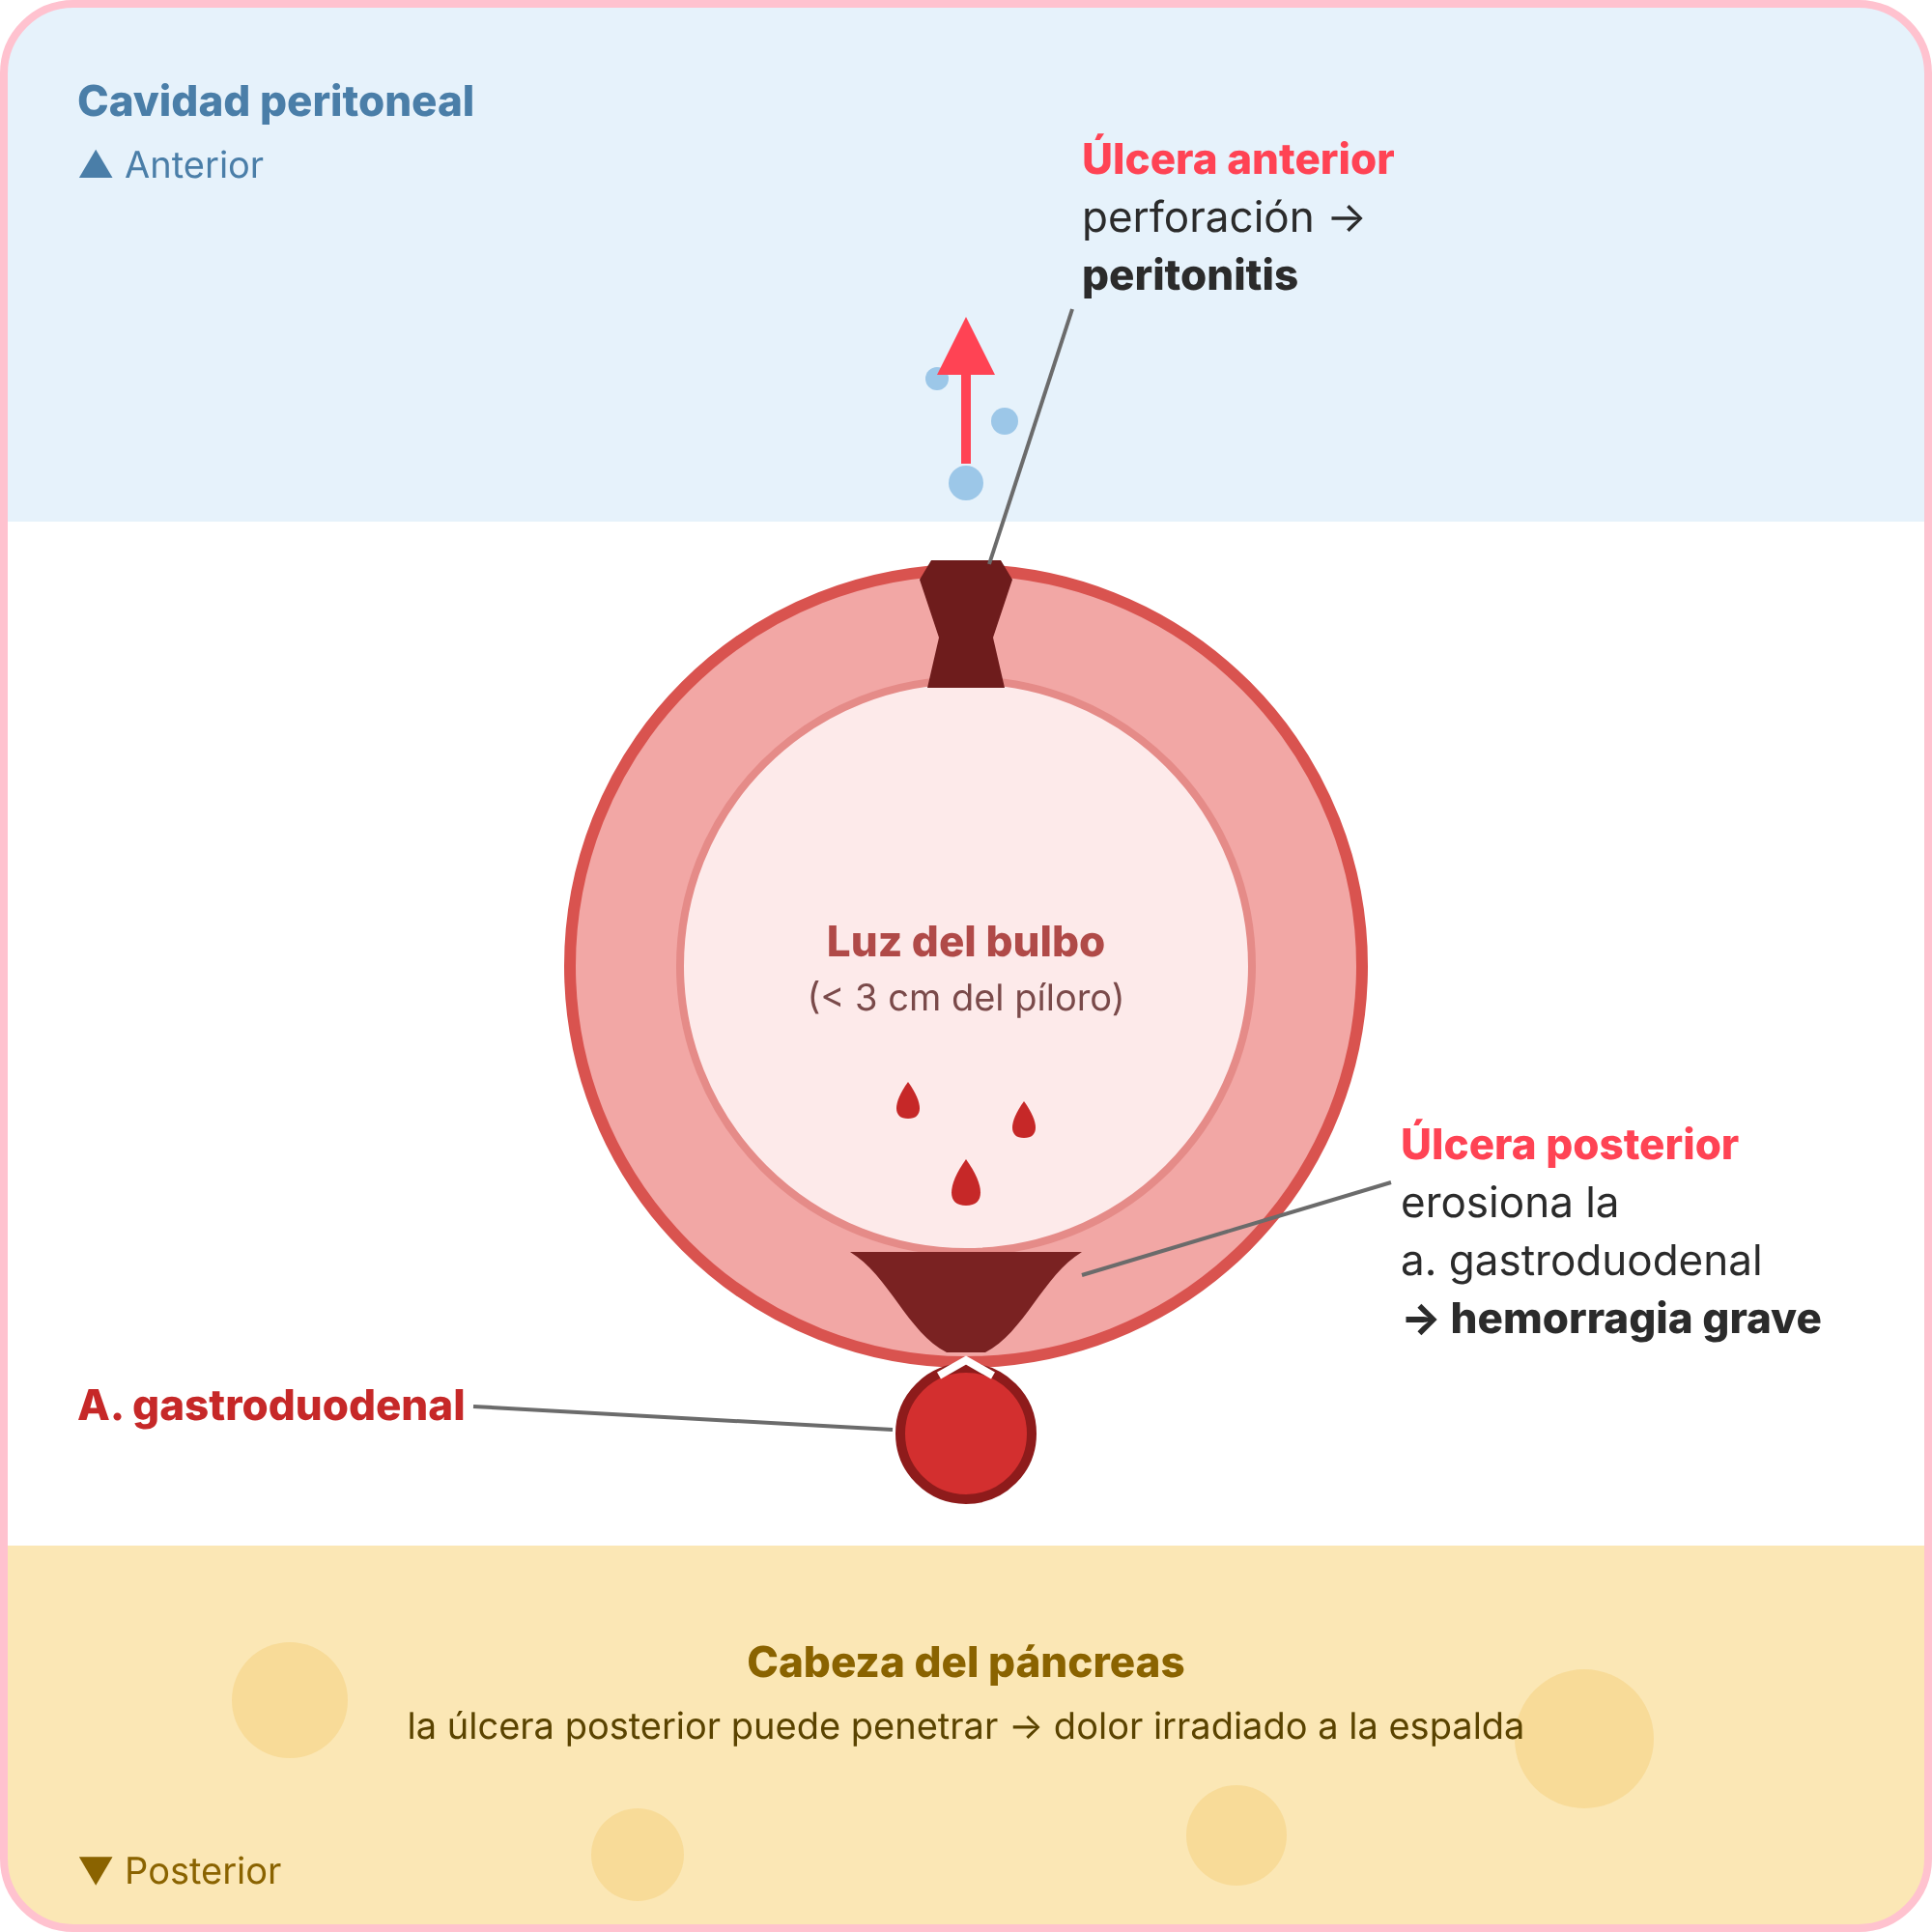 Cavidad peritoneal
▲ Anterior
Úlcera anterior
perforación →
peritonitis
Luz del bulbo
(< 3 cm del píloro)
Úlcera posterior
erosiona la
a. gastroduodenal
→ hemorragia grave
A. gastroduodenal
Cabeza del páncreas
la úlcera posterior puede penetrar → dolor irradiado a la espalda
▼ Posterior